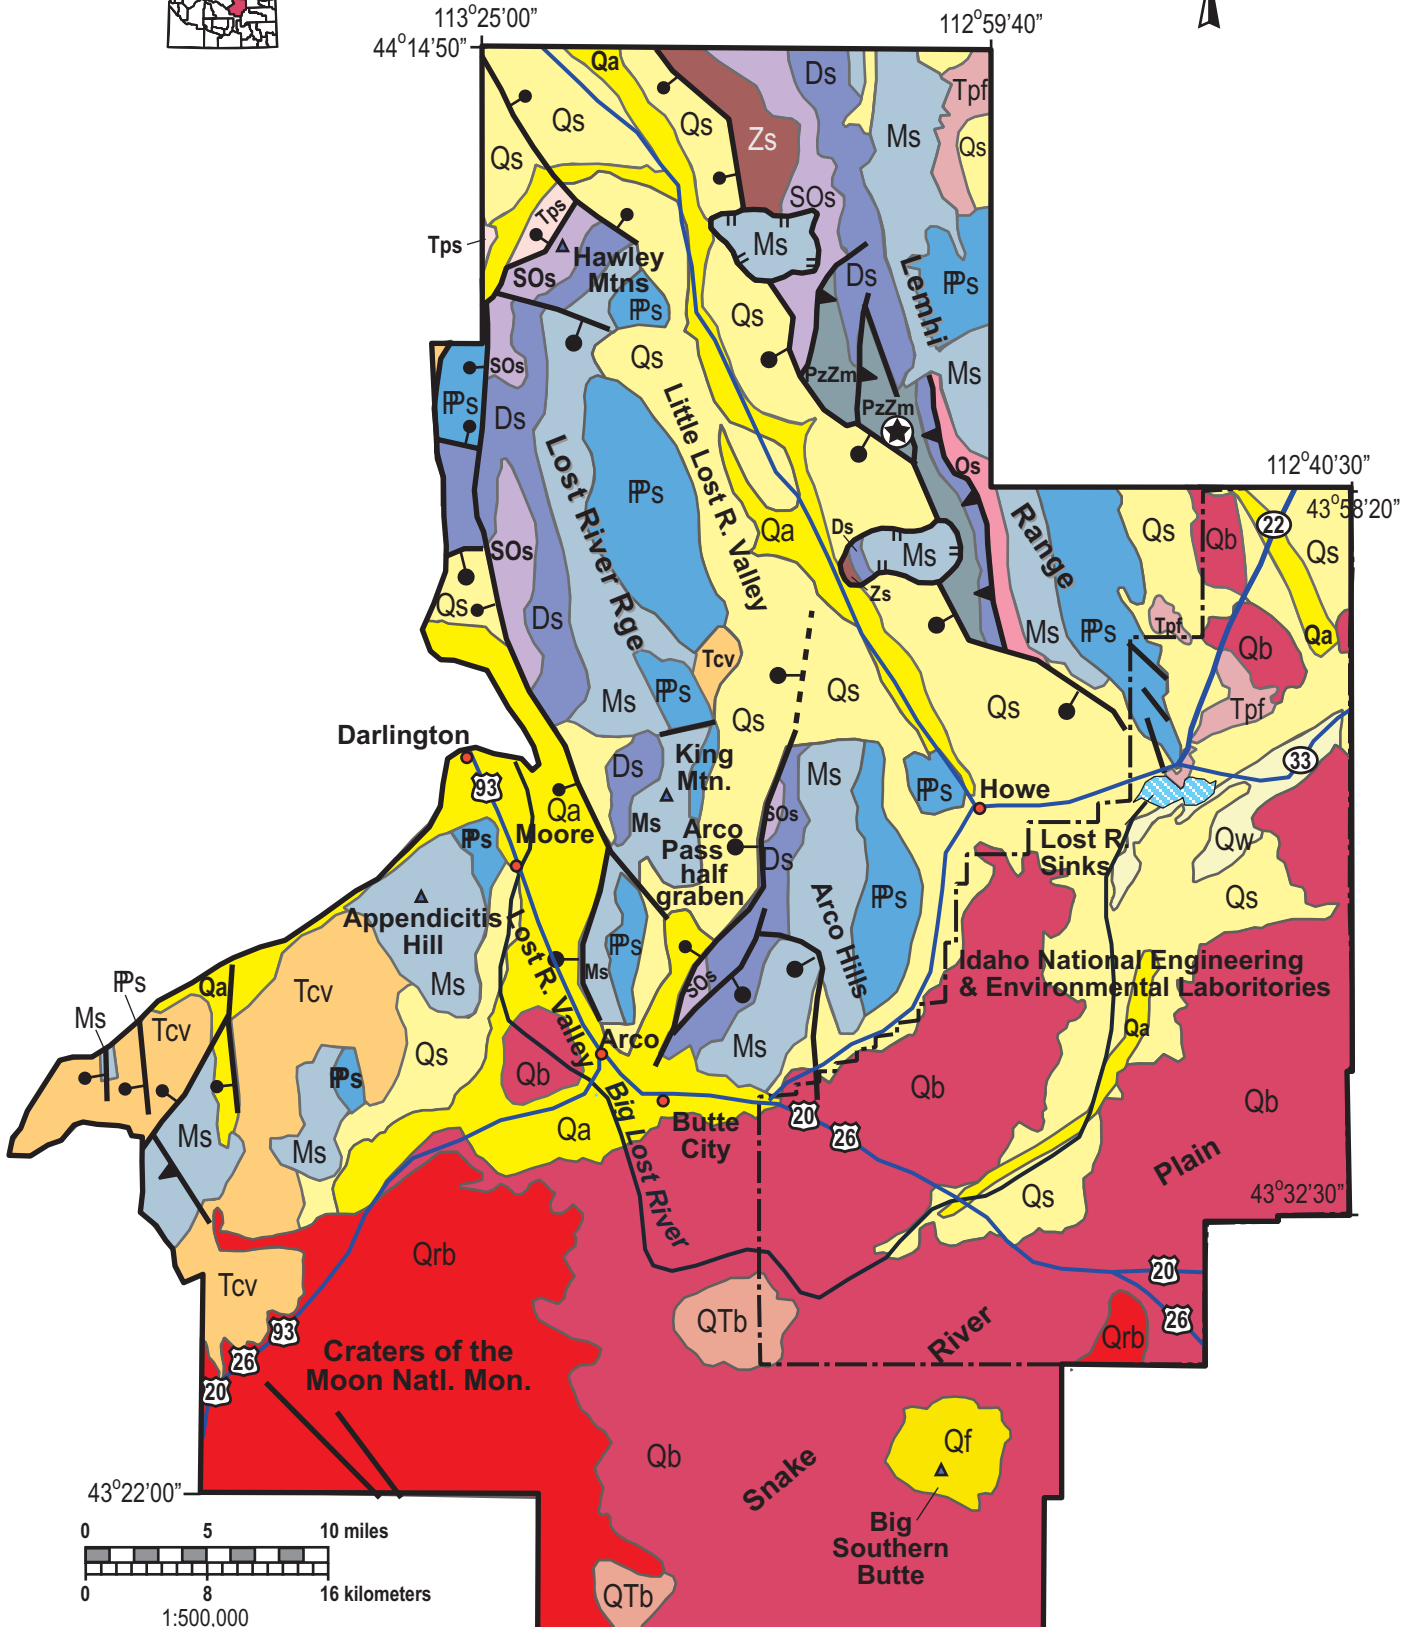 113°25'00"
112°59'40"
44°14'50"
Qa
Ds
Tpf
Qs
Qs
Zs
Ms
Qs
Qs
SOs
Tps
Tps
Ms
Hawley
Mtns
SOs
Ds
Lemhi
PPs
PPs
Qs
Qs
SOs
PzZm
Ms
PPs
Ds
PzZm
Little Lost R. Valley
Lost River Rge
Os
112°40'30"
43°58'20"
PPs
Range
22
Qs
Qb
Qs
Qa
Ds
Ms
SOs
Zs
Qs
Ds
Ms
PPs
Tpf
Qa
Qb
Tcv
PPs
Ms
Qs
Qs
Qs
Tpf
Darlington
King
Mtn.
Ds
Ms
33
93
Qa
PPs
Howe
Moore
Ms
SOs
Arco
Pass
half
graben
PPs
Lost R.
Sinks
Qw
Ds
Arco Hills
PPs
Qs
Appendicitis
Hill
Lost R. Valley
PPs
Ms
SOs
Idaho National Engineering
& Environmental Laboritories
PPs
Qa
Tcv
Ms
Ms
Tcv
Qa
Arco
Ms
Qs
Qb
PPs
Qb
Qb
Big Lost River
Butte
City
20
26
Ms
Ms
Qa
Plain
43°32'30"
Qs
Qrb
Tcv
20
26
QTb
River
Qrb
93
26
20
Craters of the
Moon Natl. Mon.
Qf
Qb
Snake
43°22'00"
Big
Southern
Butte
0 5 10 miles
0 8 16 kilometers
1:500,000
QTb